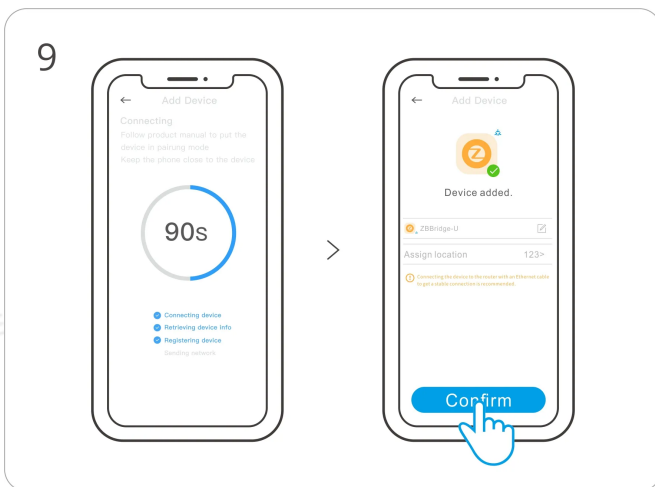 9
Add Device
Connecting
Follow product manual to put the
device in pairung mode
Keep the phone close to the device
90s
Connecting device
Retrieving device info
Registering device
Sending network
>
Add Device
Z
Device added.
ZBBridge-U
Assign location 123>
Connecting the device to the router with an Ethernet cable
to get a stable connection is recommended
Confirm